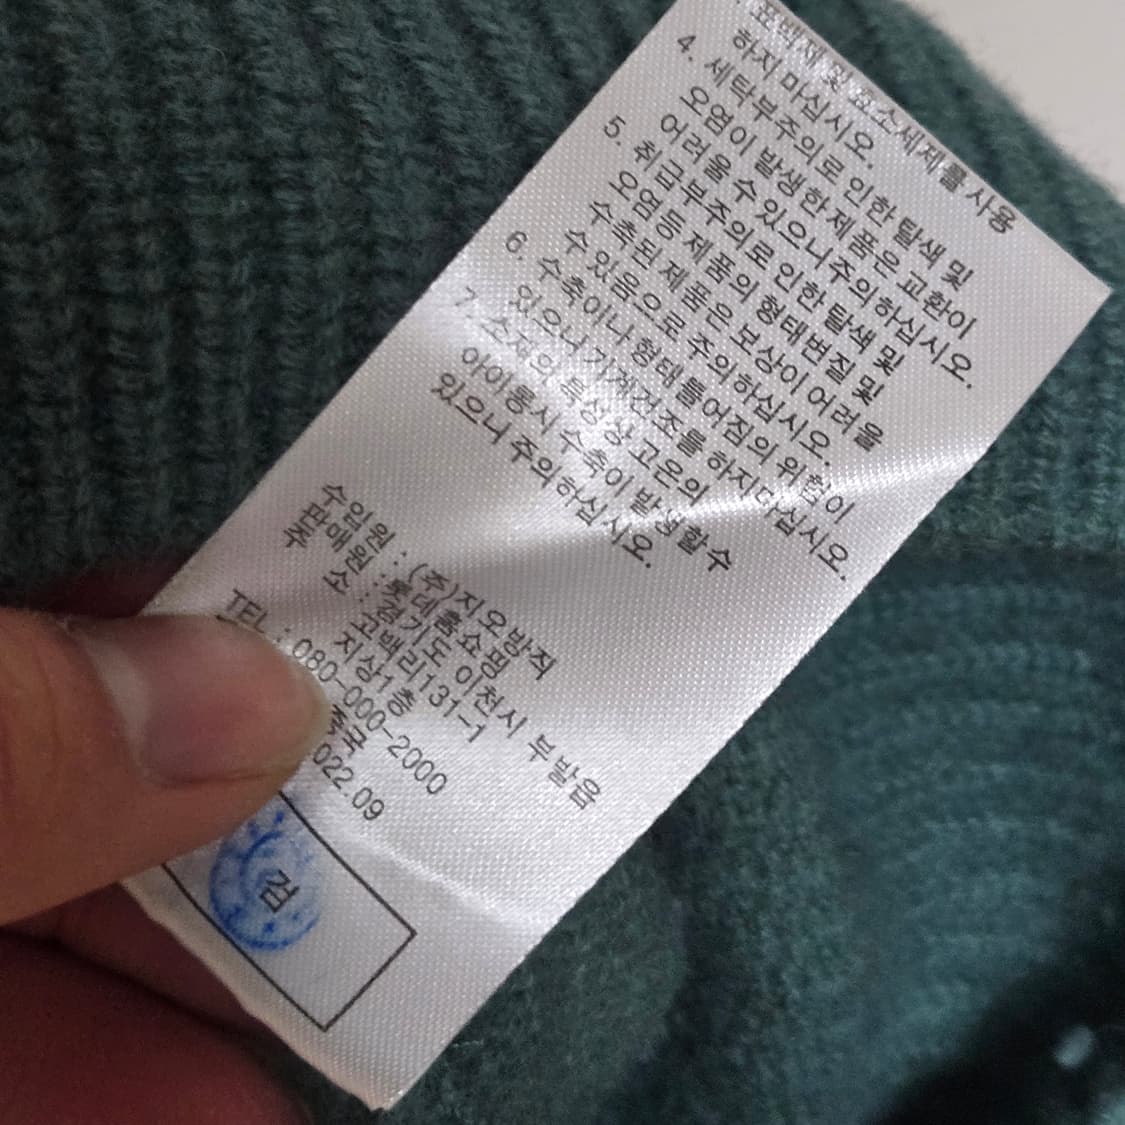 표백제 및 효소세제를 사용
하지 마십시오.
4. 세탁부주의로 인한 탈색 및
오염이 발생한 제품은 교환이
어려울 수 있으니 주의하십시오.
5. 취급부주의로 인한 탈색 및
오염등 제품의 형태변질 및
수축된 제품은 보상이 어려울
수 있음으로 주의하십시오.
6. 수축이나 형태 틀어짐의 위험이
있으니 기계건조를 하지마십시오.
7. 소재의 특성상 고온의
아이롱시 수축이 발생할 수
있으니 주의하십시오.
수입원 : (주)지오방직
판매원 : 롯데홈쇼핑
주 소 : 경기도 이천시 부발읍
고백리131-1
지상1층
TEL : 080-000-2000
중국
022.09
검